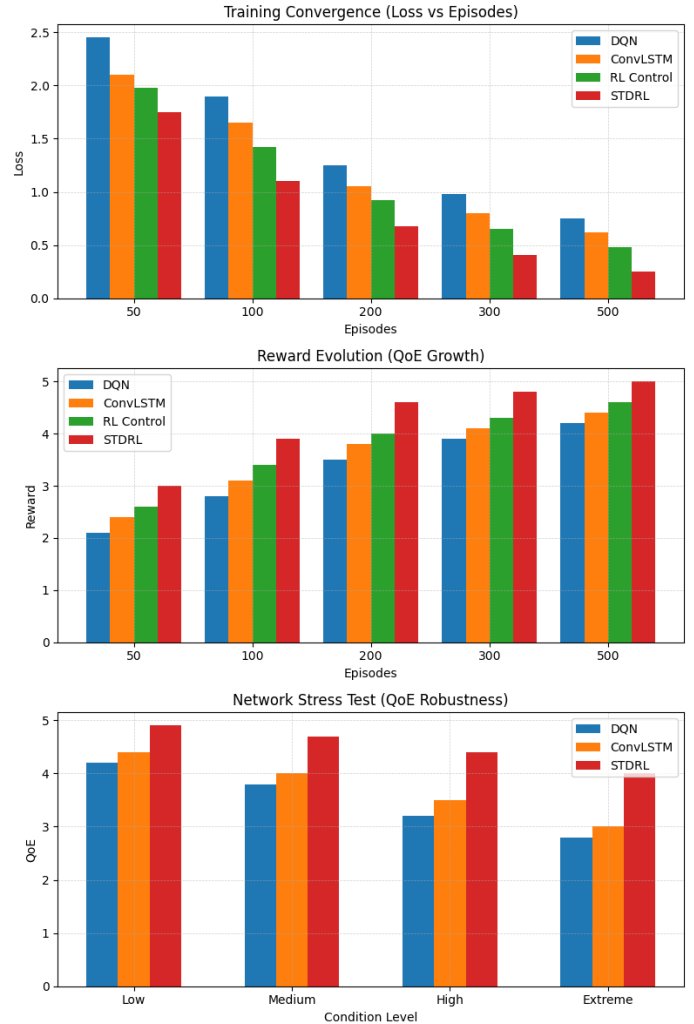 Training Convergence (Loss vs Episodes)
2.5
2.0
1.5
1.0
0.5
0.0
Loss
DQN
ConvLSTM
RL Control
STDRL
50 100 200 300 500
Episodes
Reward Evolution (QoE Growth)
5
4
3
2
1
0
Reward
DQN
ConvLSTM
RL Control
STDRL
50 100 200 300 500
Episodes
Network Stress Test (QoE Robustness)
5
4
3
2
1
0
QoE
DQN
ConvLSTM
STDRL
Low Medium High Extreme
Condition Level